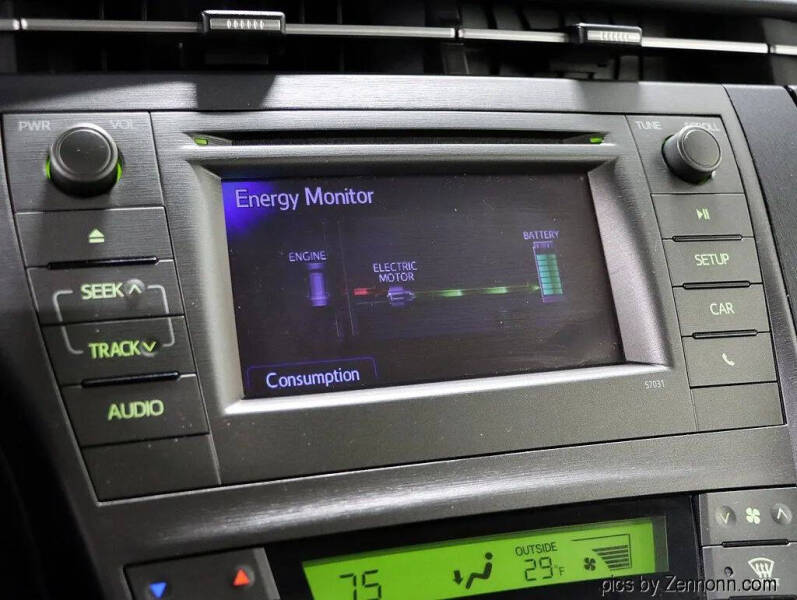 PWR VOL
TUNE SCROLL
Energy Monitor
BATTERY
ENGINE
ELECTRIC
MOTOR
SEEK
SETUP
CAR
TRACK
Consumption
57031
AUDIO
OUTSIDE
75
29°F
pics by Zenronn.com